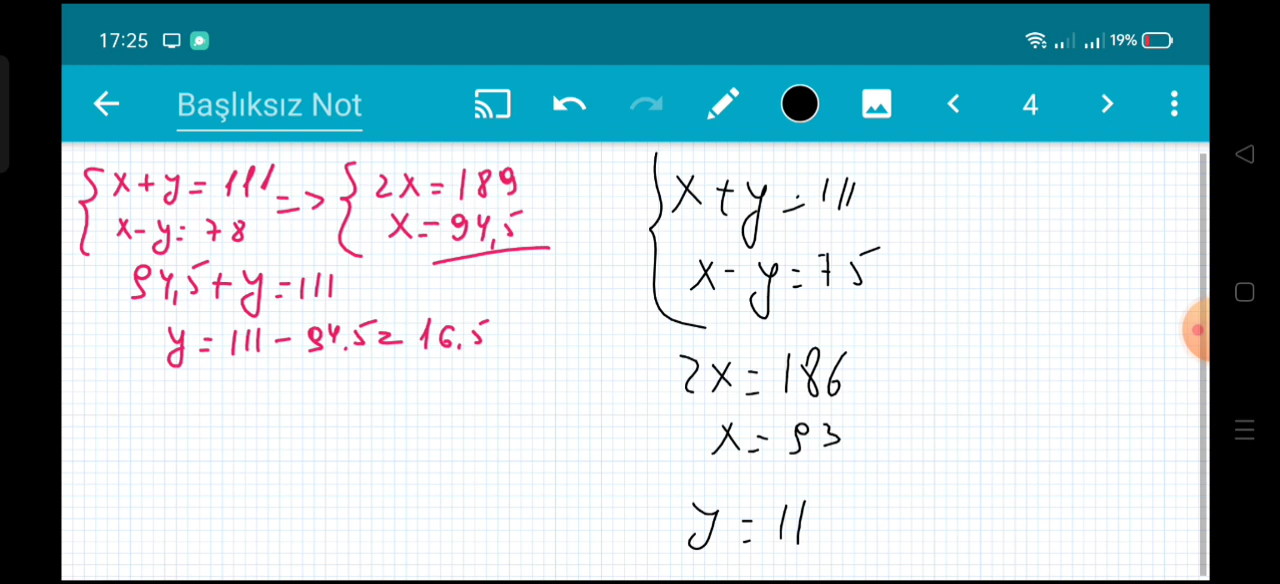 17:25
19%
Başlıksız Not
4
x+y=111 => 2x=189
x-y=78 x=94,5
94,5+y=111
y=111-94.5=16.5
x+y=111
x-y=75
2x=186
x=93
y=11